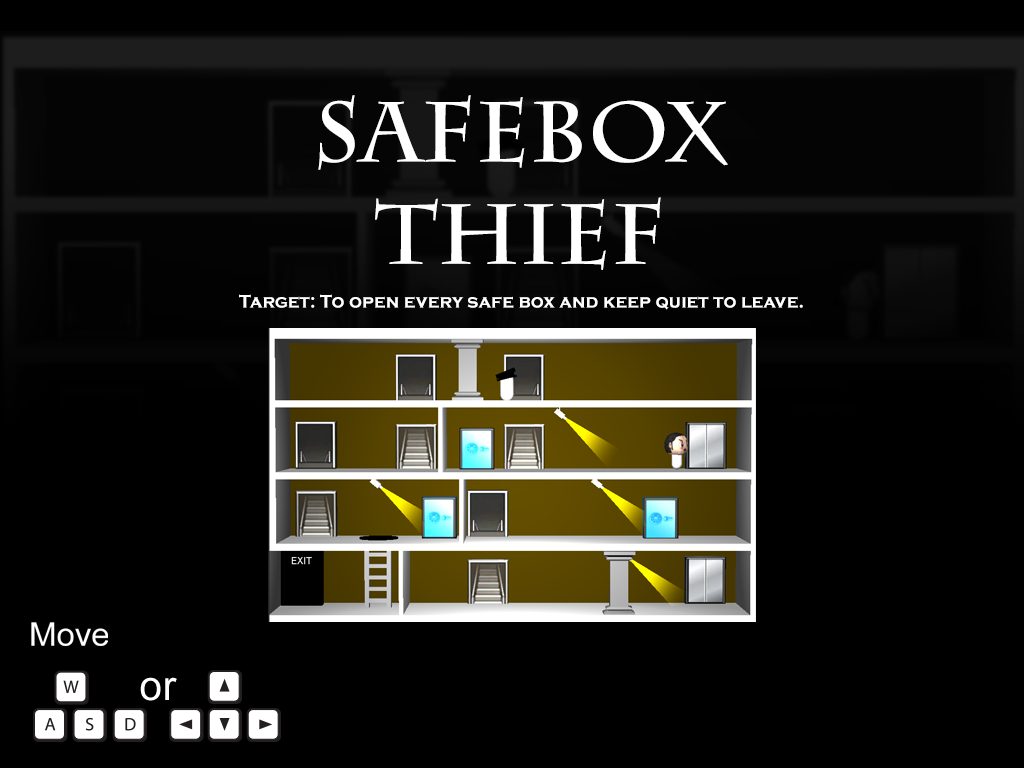 SAFEBOX
THIEF
TARGET: TO OPEN EVERY SAFE BOX AND KEEP QUIET TO LEAVE.
EXIT
Move
W or ▲
A S D ◄ ▼ ►